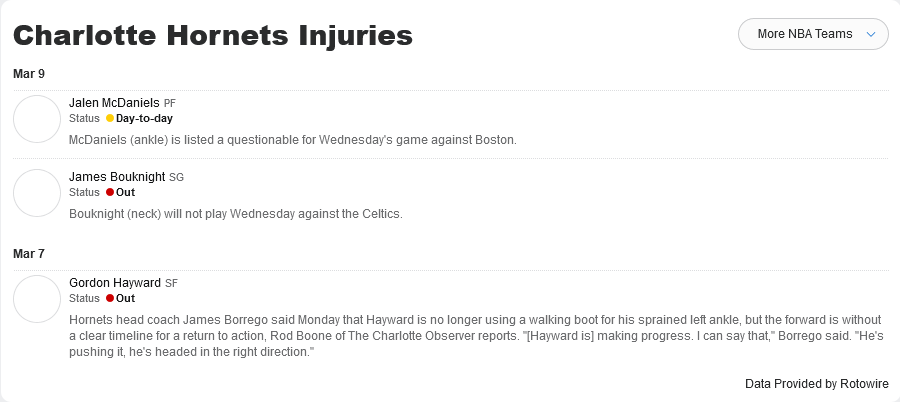 Charlotte Hornets Injuries
More NBA Teams
Mar 9
Jalen McDaniels PF
Status Day-to-day
McDaniels (ankle) is listed a questionable for Wednesday's game against Boston.
James Bouknight SG
Status Out
Bouknight (neck) will not play Wednesday against the Celtics.
Mar 7
Gordon Hayward SF
Status Out
Hornets head coach James Borrego said Monday that Hayward is no longer using a walking boot for his sprained left ankle, but the forward is without
a clear timeline for a return to action, Rod Boone of The Charlotte Observer reports. "[Hayward is] making progress. I can say that," Borrego said. "He's
pushing it, he's headed in the right direction."
Data Provided by Rotowire